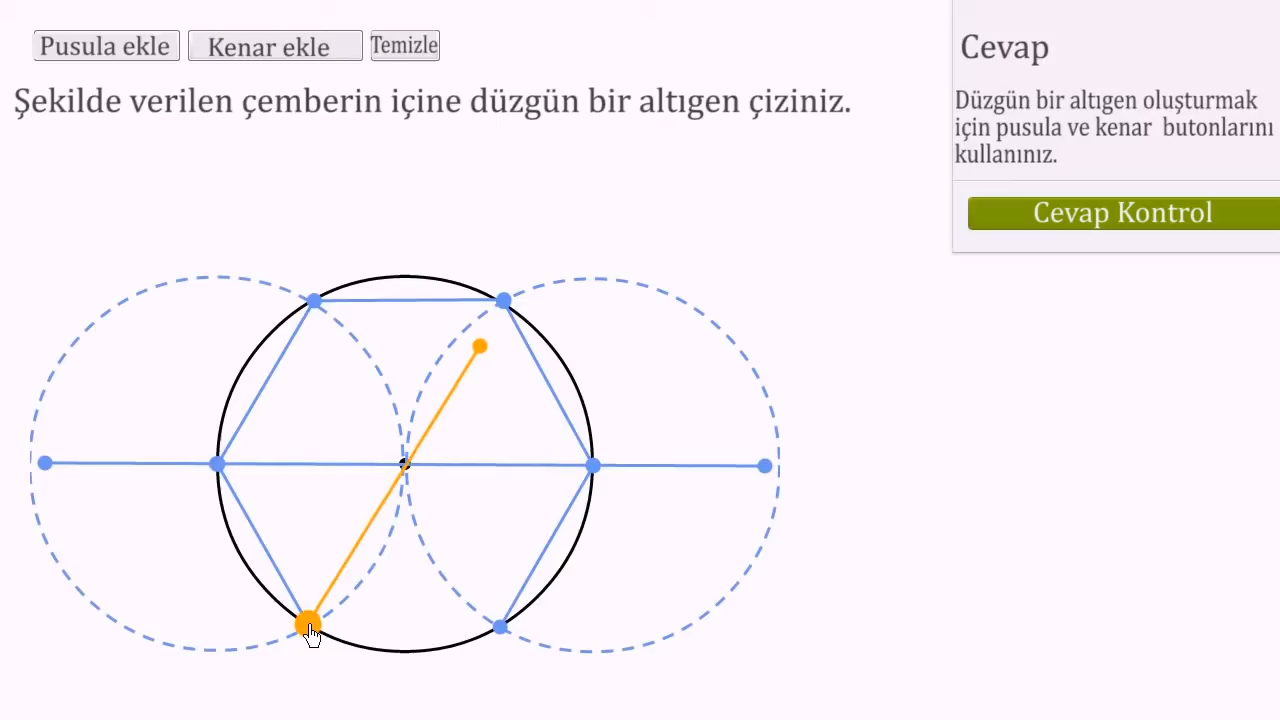 Pusula ekle
Kenar ekle
Temizle
Şekilde verilen çemberin içine düzgün bir altıgen çiziniz.
Cevap
Düzgün bir altıgen oluşturmak
için pusula ve kenar butonlarını
kullanınız.
Cevap Kontrol